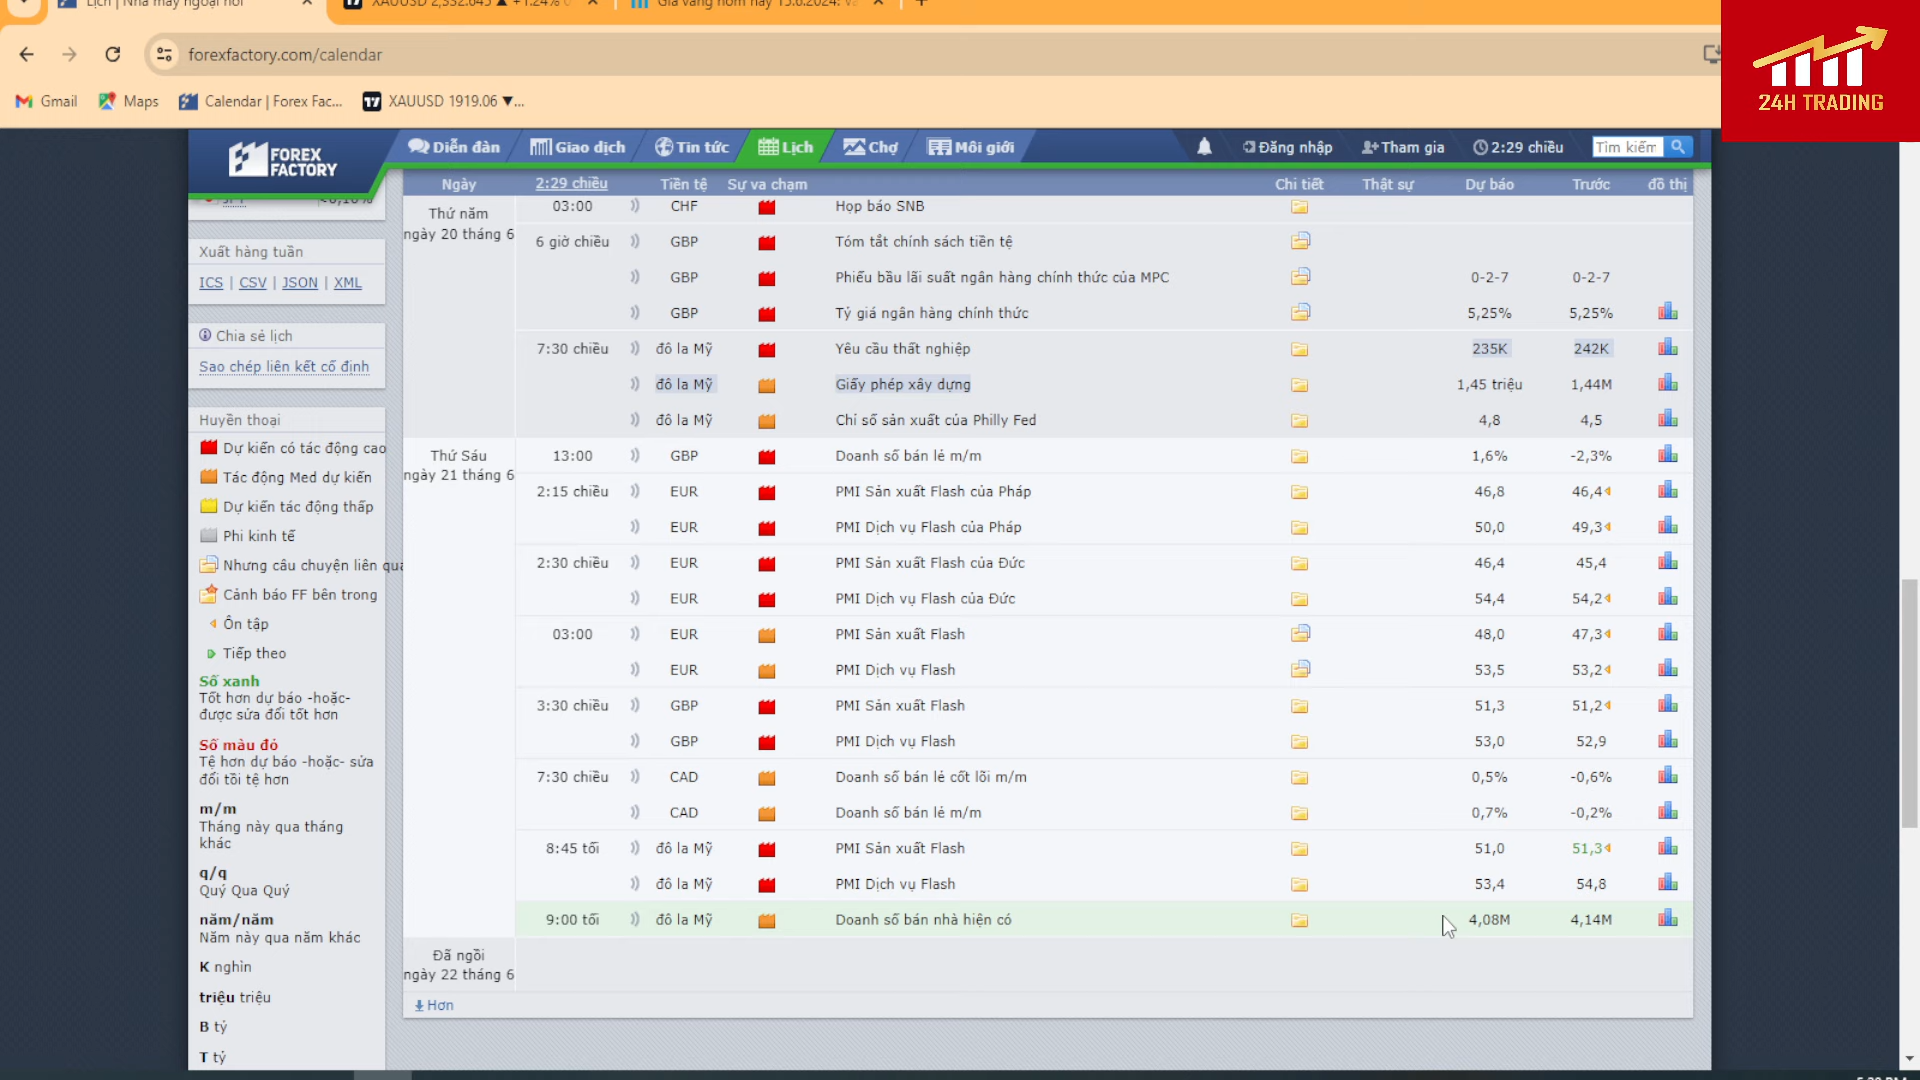 Lịch | Nhà máy ngoại hối
XAUUSD 2,332.645 ▲ +1.24%
Giá vàng hôm nay 15.6.2024:
forexfactory.com/calendar
Gmail
Maps
Calendar | Forex Fac...
XAUUSD 1919.06 ▼...
24H TRADING
FOREX FACTORY
Diễn đàn
Giao dịch
Tin tức
Lịch
Chợ
Môi giới
Đăng nhập
Tham gia
2:29 chiều
Tìm kiếm
Ngày 2:29 chiều Tiền tệ Sự va chạm Chi tiết Thật sự Dự báo Trước đồ thị
Xuất hàng tuần
ICS | CSV | JSON | XML
Chia sẻ lịch
Sao chép liên kết cố định
Huyền thoại
Dự kiến có tác động cao
Tác động Med dự kiến
Dự kiến tác động thấp
Phi kinh tế
Nhưng câu chuyện liên qua
Cảnh báo FF bên trong
Ôn tập
Tiếp theo
Số xanh
Tốt hơn dự báo -hoặc-
được sửa đổi tốt hơn
Số màu đỏ
Tệ hơn dự báo -hoặc- sửa
đổi tồi tệ hơn
m/m
Tháng này qua tháng
khác
q/q
Quý Qua Quý
năm/năm
Năm này qua năm khác
K nghìn
triệu triệu
B tỷ
T tỷ
Thứ năm
ngày 20 tháng 6
03:00 CHF Họp báo SNB
6 giờ chiều GBP Tóm tắt chính sách tiền tệ
GBP Phiếu bầu lãi suất ngân hàng chính thức của MPC 0-2-7 0-2-7
GBP Tỷ giá ngân hàng chính thức 5,25% 5,25%
7:30 chiều đô la Mỹ Yêu cầu thất nghiệp 235K 242K
đô la Mỹ Giấy phép xây dựng 1,45 triệu 1,44M
đô la Mỹ Chỉ số sản xuất của Philly Fed 4,8 4,5
Thứ Sáu
ngày 21 tháng 6
13:00 GBP Doanh số bán lẻ m/m 1,6% -2,3%
2:15 chiều EUR PMI Sản xuất Flash của Pháp 46,8 46,4
EUR PMI Dịch vụ Flash của Pháp 50,0 49,3
2:30 chiều EUR PMI Sản xuất Flash của Đức 46,4 45,4
EUR PMI Dịch vụ Flash của Đức 54,4 54,2
03:00 EUR PMI Sản xuất Flash 48,0 47,3
EUR PMI Dịch vụ Flash 53,5 53,2
3:30 chiều GBP PMI Sản xuất Flash 51,3 51,2
GBP PMI Dịch vụ Flash 53,0 52,9
7:30 chiều CAD Doanh số bán lẻ cốt lõi m/m 0,5% -0,6%
CAD Doanh số bán lẻ m/m 0,7% -0,2%
8:45 tối đô la Mỹ PMI Sản xuất Flash 51,0 51,3
đô la Mỹ PMI Dịch vụ Flash 53,4 54,8
9:00 tối đô la Mỹ Doanh số bán nhà hiện có 4,08M 4,14M
Đã ngồi
ngày 22 tháng 6
Hơn